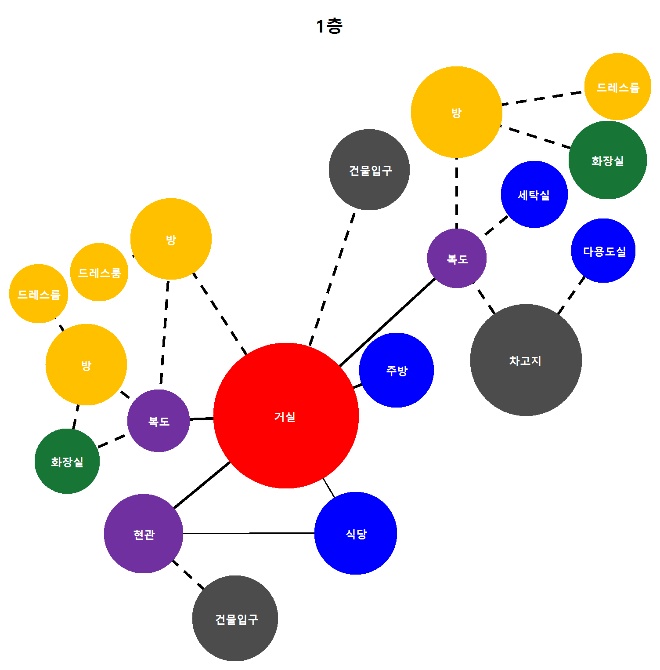 1층
방
드레스룸
화장실
건물입구
세탁실
복도
다용도실
방
드레스룸
드레스룸
방
차고지
주방
거실
복도
화장실
현관
식당
건물입구